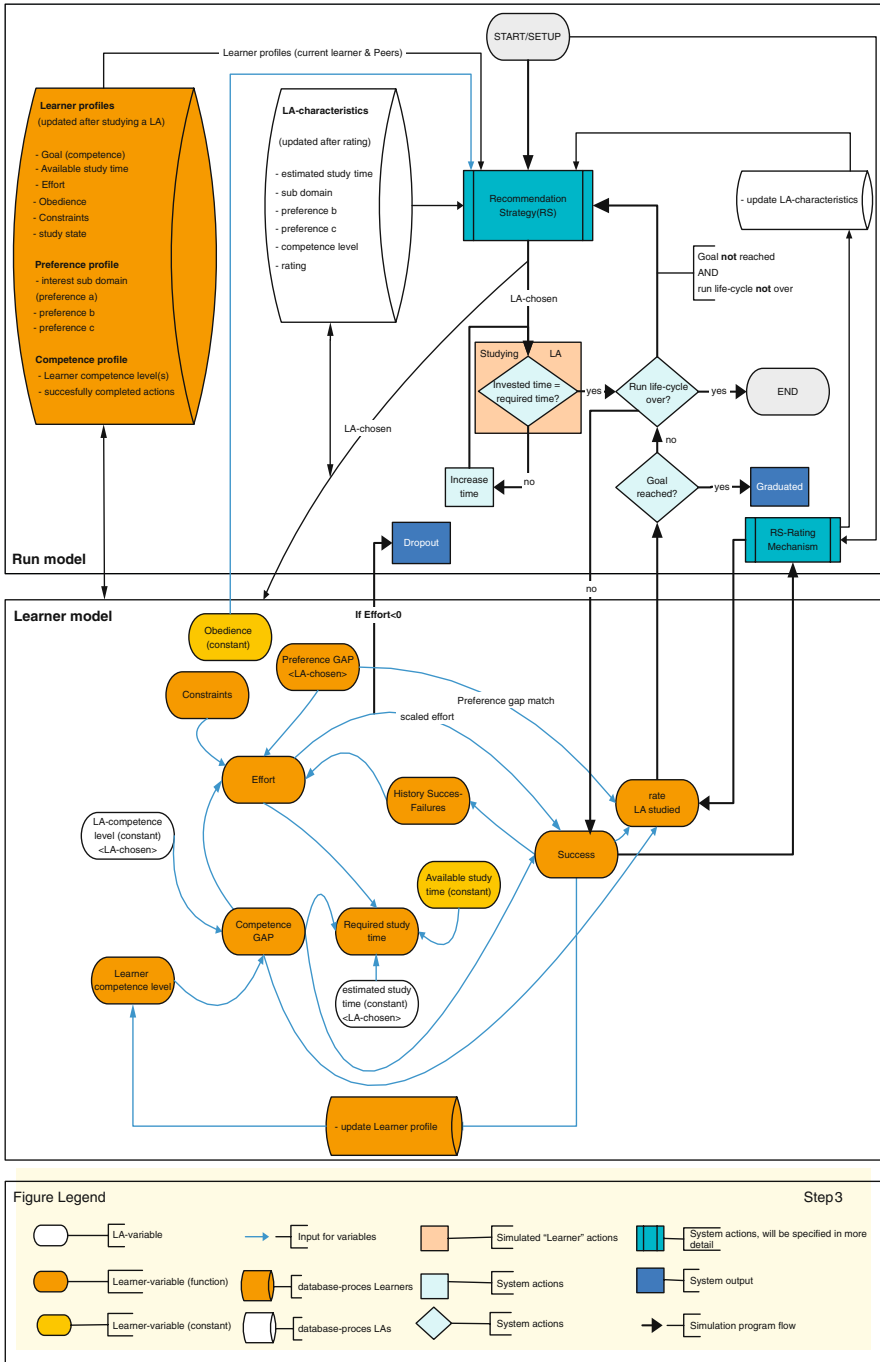 START/SETUP
Learner profiles (current learner & Peers)
Learner profiles
(updated after studying a LA)
- Goal (competence)
- Available study time
- Effort
- Obedience
- Constraints
- study state
Preference profile
- interest sub domain
(preference a)
- preference b
- preference c
Competence profile
- Learner competence level(s)
- succesfully completed actions
LA-characteristics
(updated after rating)
- estimated study time
- sub domain
- preference b
- preference c
- competence level
- rating
Recommendation
Strategy(RS)
- update LA-characteristics
Goal not reached
AND
run life-cycle not over
LA-chosen
Studying LA
Invested time =
required time?
yes
Run life-cycle
over?
yes
END
LA-chosen
no
no
Increase
time
Goal
reached?
yes
Graduated
Dropout
RS-Rating
Mechanism
Run model
no
Learner model
If Effort<0
Obedience
(constant)
Preference GAP
<LA-chosen>
Constraints
Preference gap match
scaled effort
Effort
History Succes-
Failures
rate
LA studied
LA-competence
level (constant)
<LA-chosen>
Success
Available study
time (constant)
Competence
GAP
Required study
time
Learner
competence level
estimated study
time (constant)
<LA-chosen>
- update Learner profile
Figure Legend
Step3
LA-variable
Input for variables
Simulated “Learner” actions
System actions, will be specified in more
detail
Learner-variable (function)
database-proces Learners
System actions
System output
Learner-variable (constant)
database-proces LAs
System actions
Simulation program flow